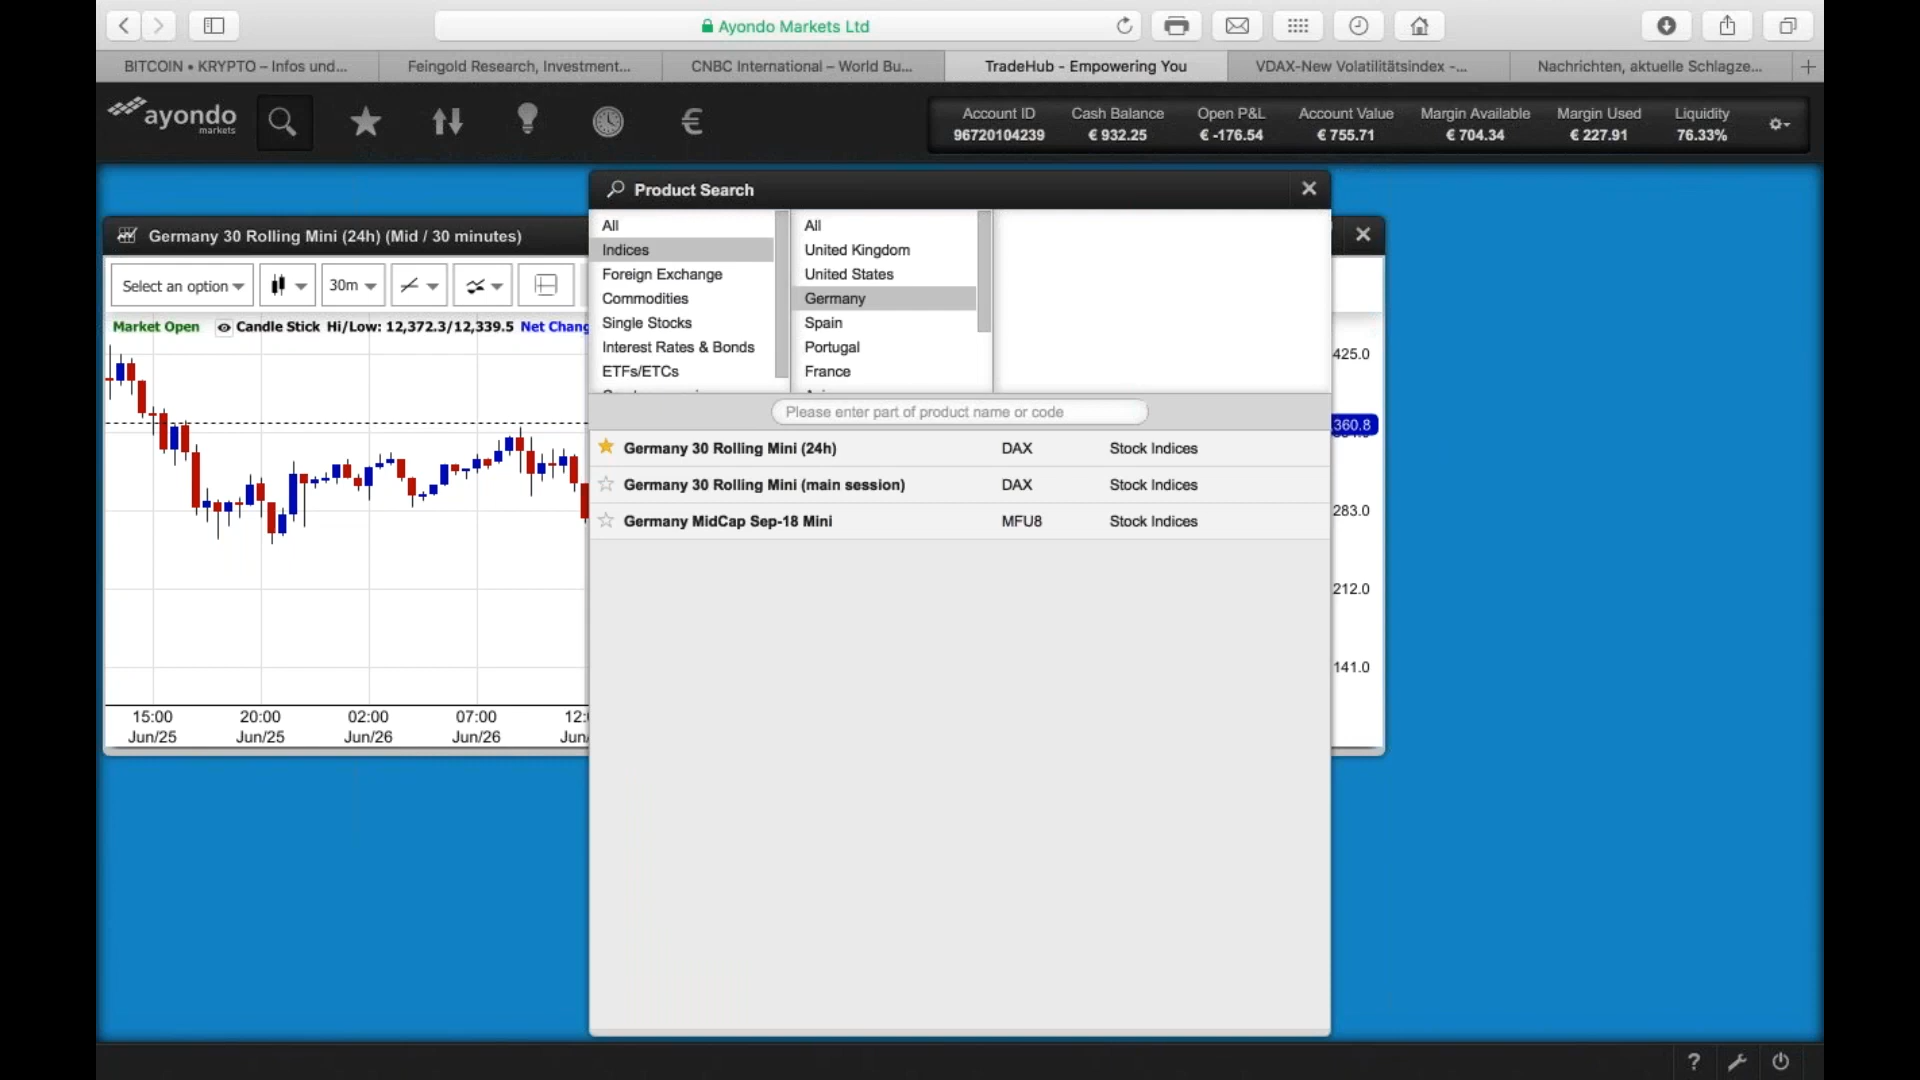 Ayondo Markets Ltd
BITCOIN • KRYPTO – Infos und...
Feingold Research, Investment...
CNBC International – World Bu...
TradeHub - Empowering You
VDAX-New Volatilitätsindex -...
Nachrichten, aktuelle Schlagze...
ayondo
markets
€
Account ID
96720104239
Cash Balance
€ 932.25
Open P&L
€ -176.54
Account Value
€ 755.71
Margin Available
€ 704.34
Margin Used
€ 227.91
Liquidity
76.33%
Product Search
Germany 30 Rolling Mini (24h) (Mid / 30 minutes)
Select an option
30m
Market Open
Candle Stick Hi/Low: 12,372.3/12,339.5 Net Chang
All
Indices
Foreign Exchange
Commodities
Single Stocks
Interest Rates & Bonds
ETFs/ETCs
All
United Kingdom
United States
Germany
Spain
Portugal
France
Please enter part of product name or code
Germany 30 Rolling Mini (24h) DAX Stock Indices
Germany 30 Rolling Mini (main session) DAX Stock Indices
Germany MidCap Sep-18 Mini MFU8 Stock Indices
425.0
360.8
283.0
212.0
141.0
15:00
Jun/25
20:00
Jun/25
02:00
Jun/26
07:00
Jun/26
12:
Jun
?